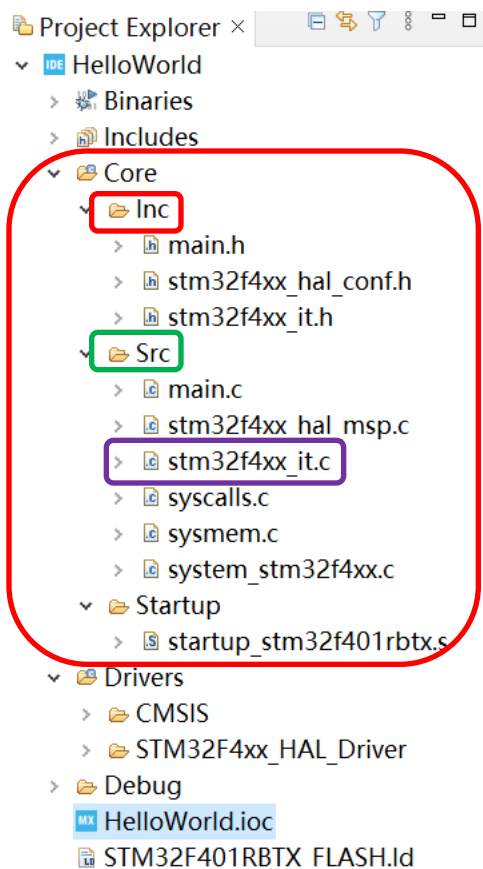 Project Explorer
HelloWorld
Binaries
Includes
Core
Inc
main.h
stm32f4xx_hal_conf.h
stm32f4xx_it.h
Src
main.c
stm32f4xx_hal_msp.c
stm32f4xx_it.c
syscalls.c
sysmem.c
system_stm32f4xx.c
Startup
startup_stm32f401rbtx.s
Drivers
CMSIS
STM32F4xx_HAL_Driver
Debug
HelloWorld.ioc
STM32F401RBTX_FLASH.ld